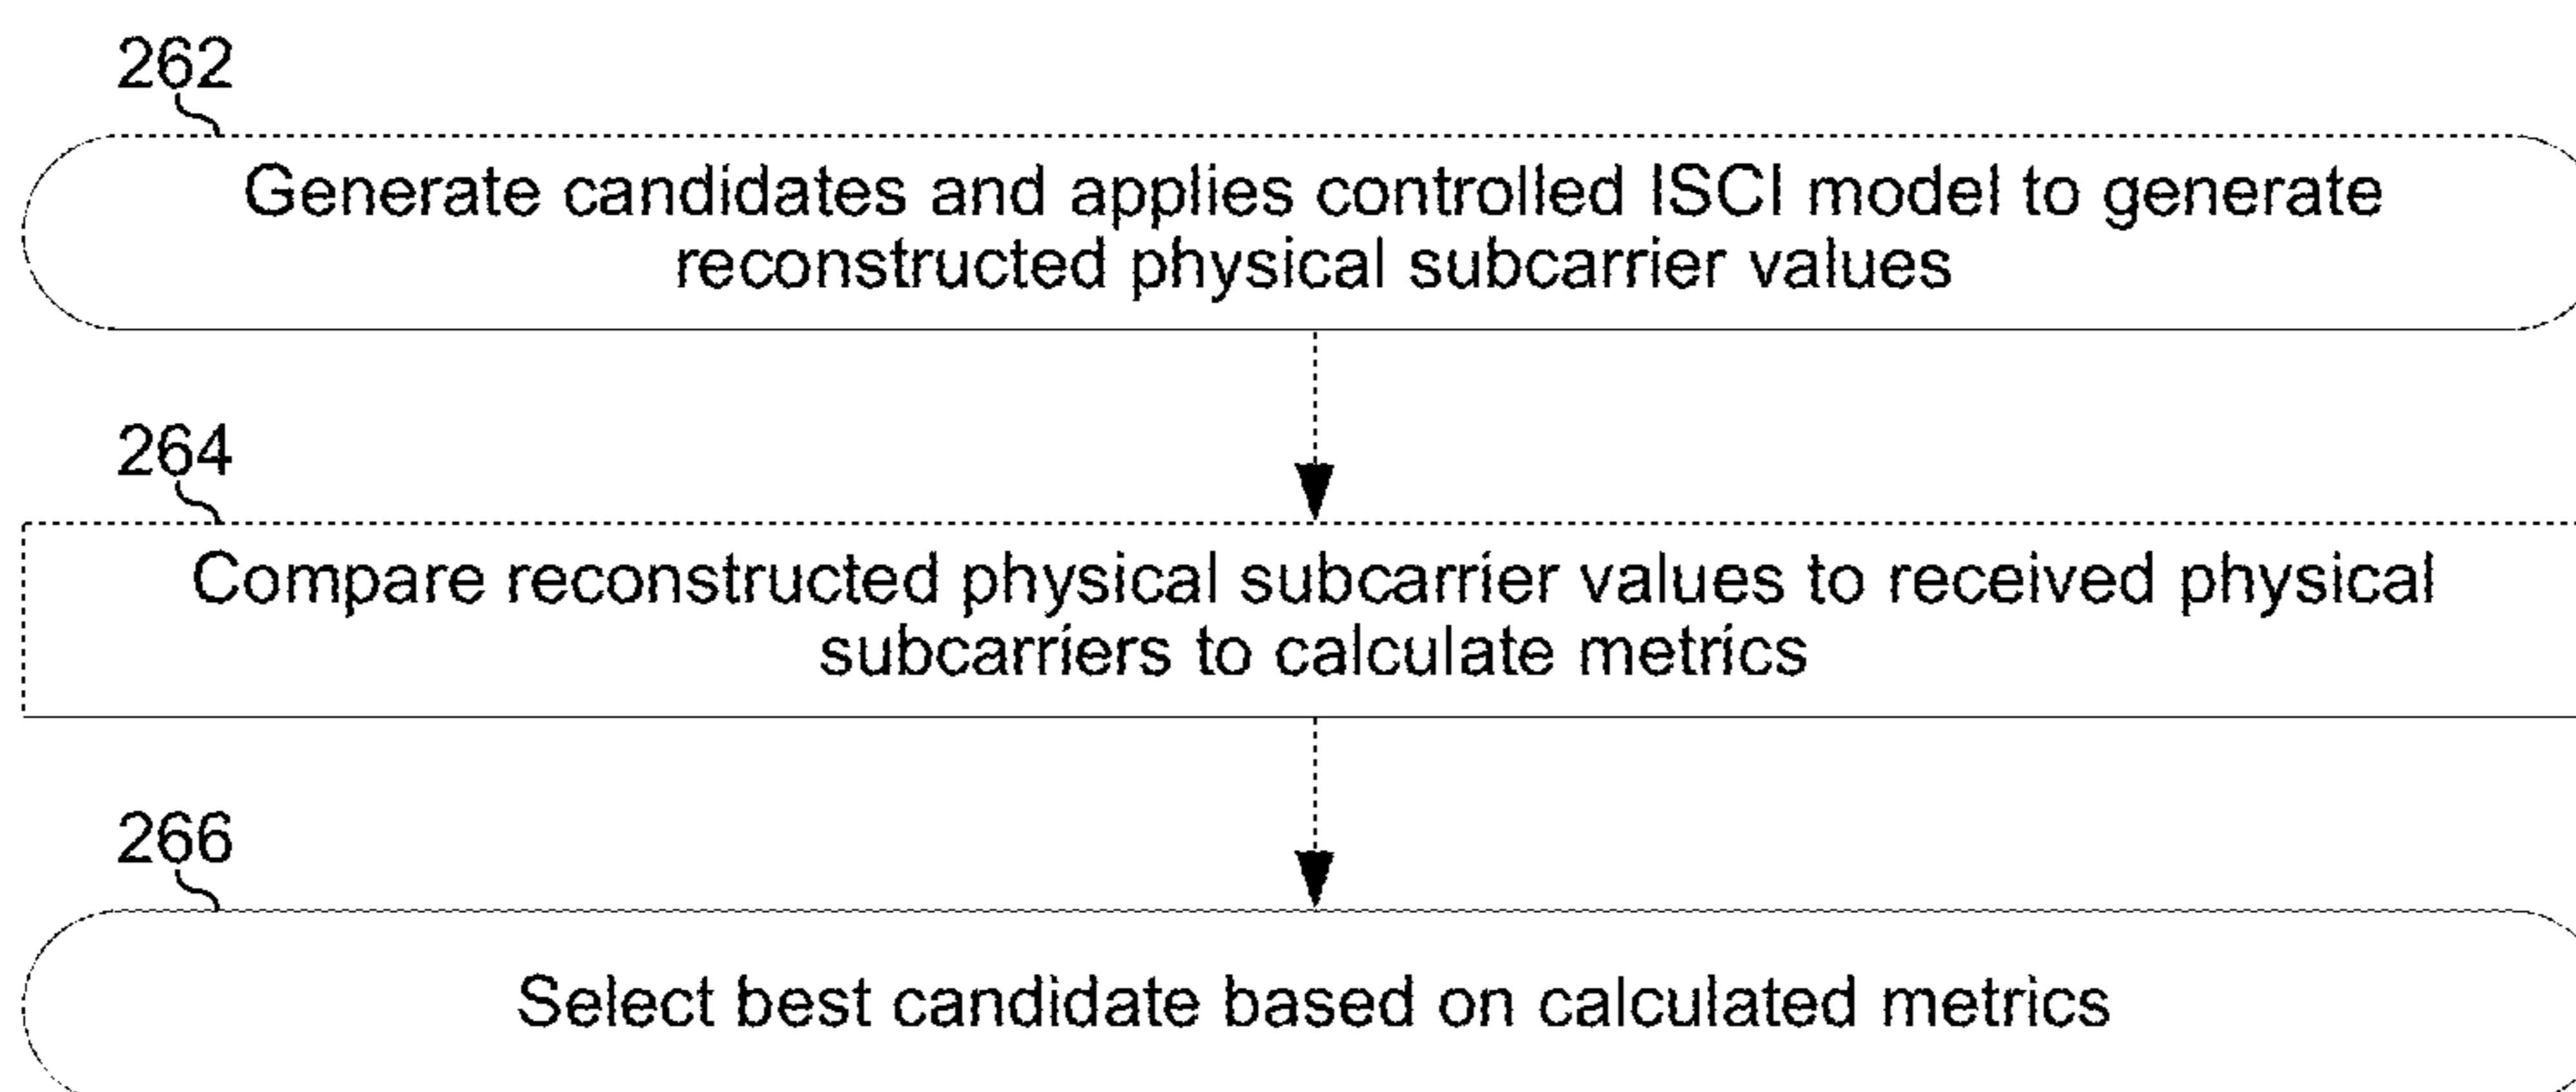 262
Generate candidates and applies controlled ISCI model to generate
reconstructed physical subcarrier values
264
Compare reconstructed physical subcarrier values to received physical
subcarriers to calculate metrics
266
Select best candidate based on calculated metrics